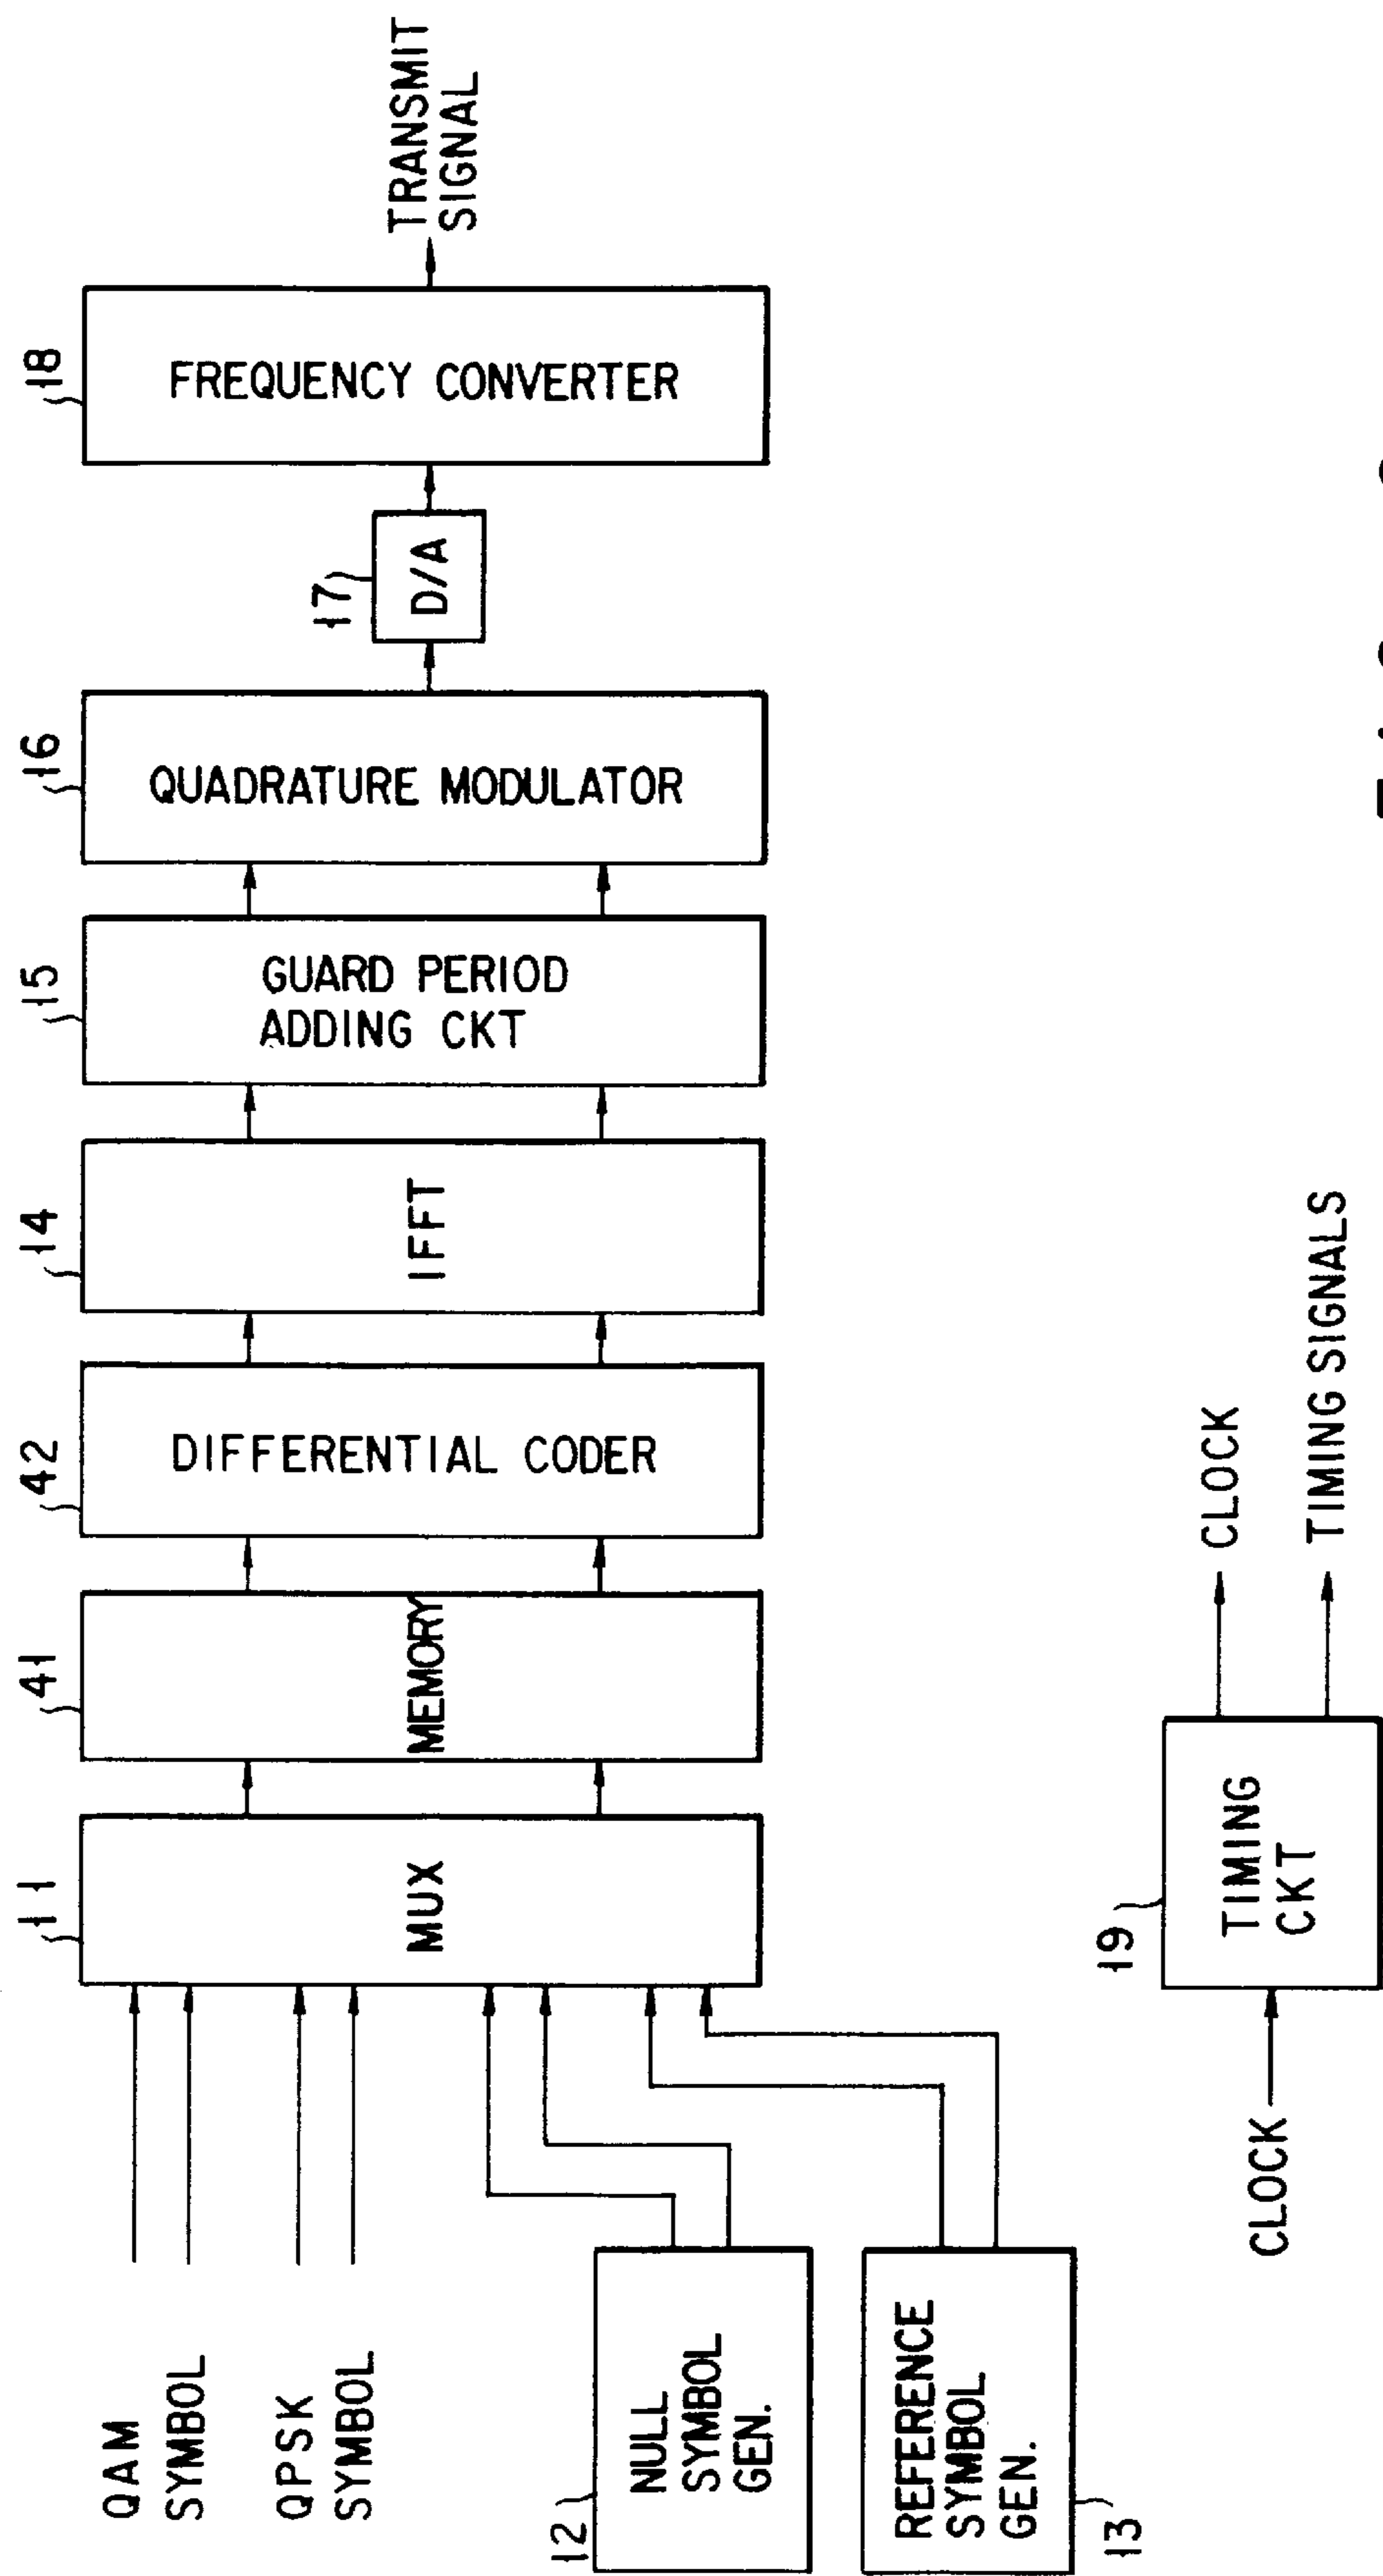 QAM
SYMBOL
QPSK
SYMBOL
12
NULL
SYMBOL
GEN.
13
REFERENCE
SYMBOL
GEN.
11
MUX
41
MEMORY
42
DIFFERENTIAL CODER
14
IFFT
15
GUARD PERIOD
ADDING CKT
16
QUADRATURE MODULATOR
17
D/A
18
FREQUENCY CONVERTER
TRANSMIT
SIGNAL
CLOCK
19
TIMING
CKT
CLOCK
TIMING SIGNALS